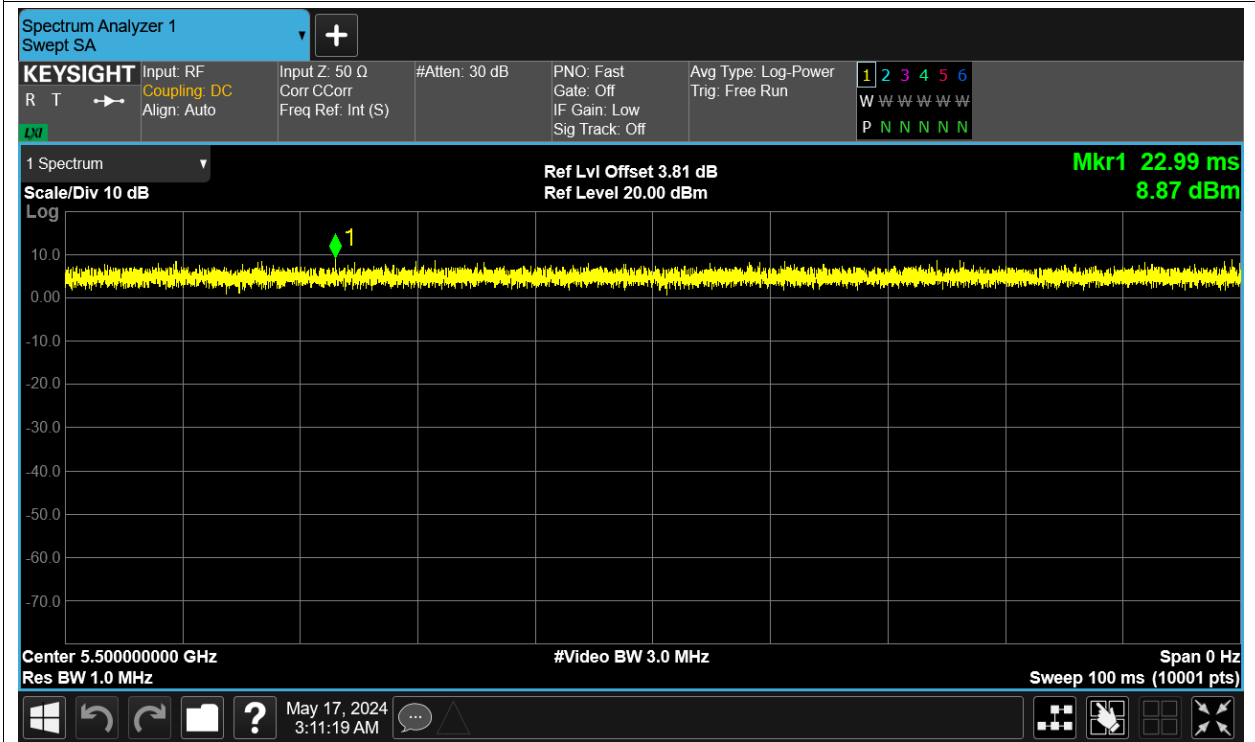 Spectrum Analyzer 1
Swept SA
KEYSIGHT
R T
LXI
Input: RF
Coupling: DC
Align: Auto
Input Z: 50 Ω
Corr CCorr
Freq Ref: Int (S)
#Atten: 30 dB
PNO: Fast
Gate: Off
IF Gain: Low
Sig Track: Off
Avg Type: Log-Power
Trig: Free Run
1 2 3 4 5 6
W W W W W W
P N N N N N
1 Spectrum
Scale/Div 10 dB
Log
Ref Lvl Offset 3.81 dB
Ref Level 20.00 dBm
Mkr1 22.99 ms
8.87 dBm
1
10.0
0.00
-10.0
-20.0
-30.0
-40.0
-50.0
-60.0
-70.0
Center 5.500000000 GHz
Res BW 1.0 MHz
#Video BW 3.0 MHz
Span 0 Hz
Sweep 100 ms (10001 pts)
?
May 17, 2024
3:11:19 AM